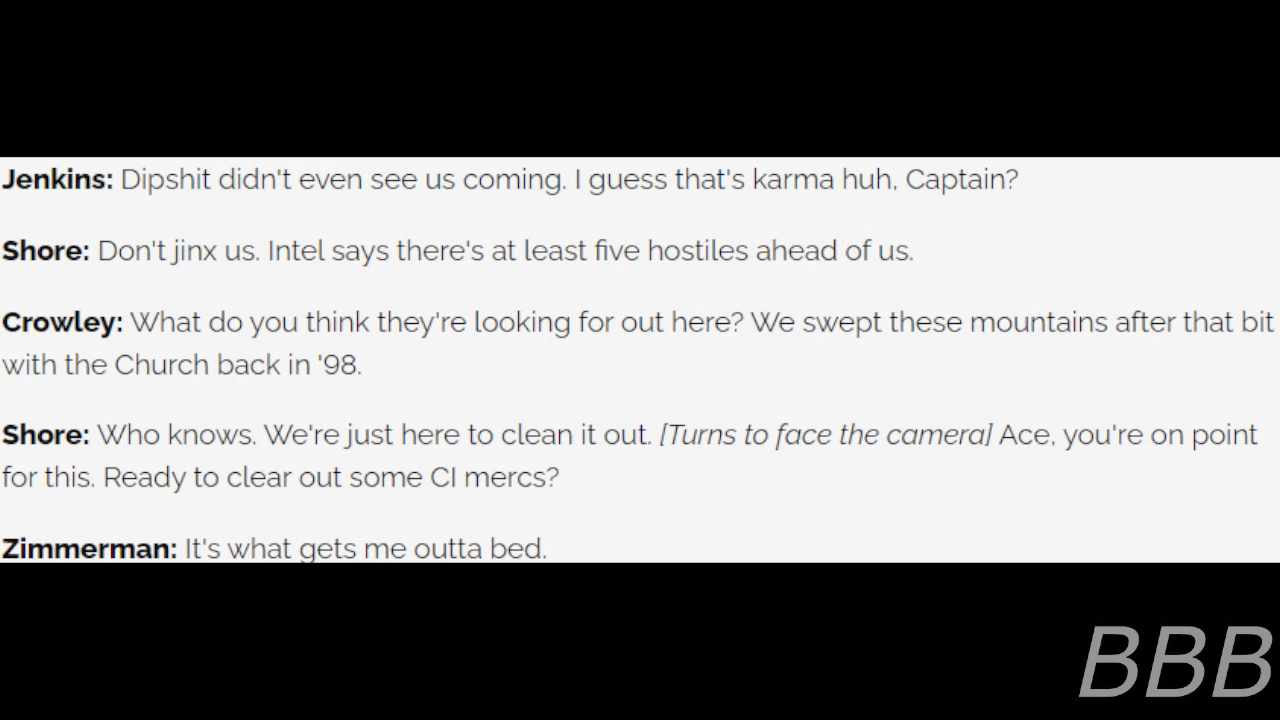 Jenkins: Dipshit didn't even see us coming. I guess that's karma huh, Captain?
Shore: Don't jinx us. Intel says there's at least five hostiles ahead of us.
Crowley: What do you think they're looking for out here? We swept these mountains after that bit
with the Church back in '98.
Shore: Who knows. We're just here to clean it out. [Turns to face the camera] Ace, you're on point
for this. Ready to clear out some CI mercs?
Zimmerman: It's what gets me outta bed.
BBB